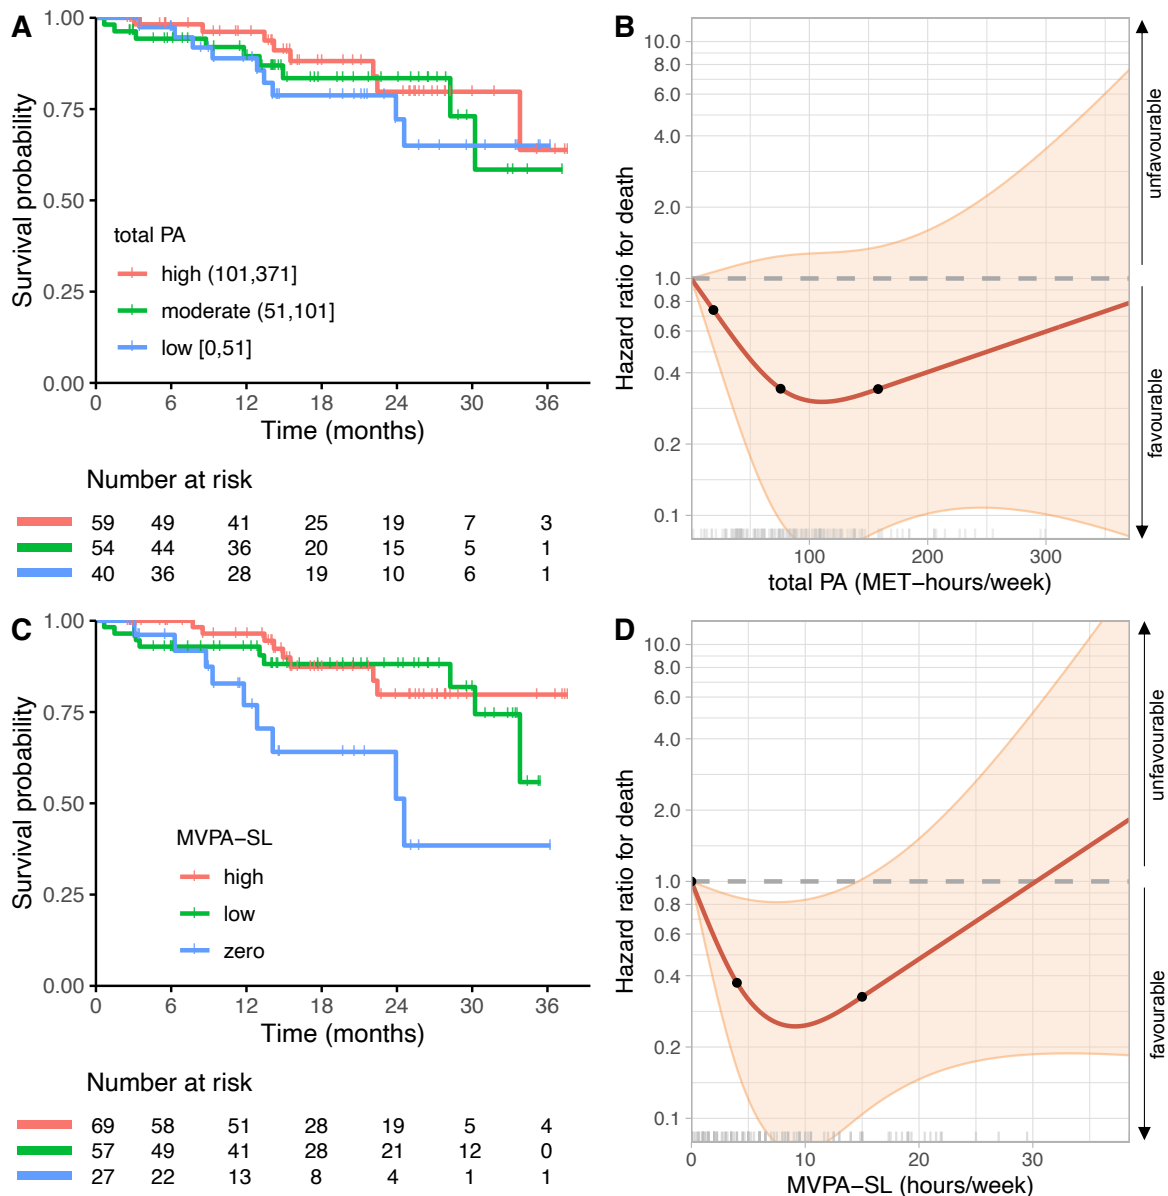 A
1.00
0.75
0.50
0.25
0.00
Survival probability
total PA
high (101,371]
moderate (51,101]
low [0,51]
0 6 12 18 24 30 36
Time (months)
Number at risk
59 49 41 25 19 7 3
54 44 36 20 15 5 1
40 36 28 19 10 6 1
B
10.0
8.0
6.0
4.0
2.0
1.0
0.8
0.6
0.4
0.2
0.1
Hazard ratio for death
100 200 300
total PA (MET−hours/week)
unfavourable
favourable
C
1.00
0.75
0.50
0.25
0.00
Survival probability
MVPA−SL
high
low
zero
0 6 12 18 24 30 36
Time (months)
Number at risk
69 58 51 28 19 5 4
57 49 41 28 21 12 0
27 22 13 8 4 1 1
D
10.0
8.0
6.0
4.0
2.0
1.0
0.8
0.6
0.4
0.2
0.1
Hazard ratio for death
0 10 20 30
MVPA−SL (hours/week)
unfavourable
favourable